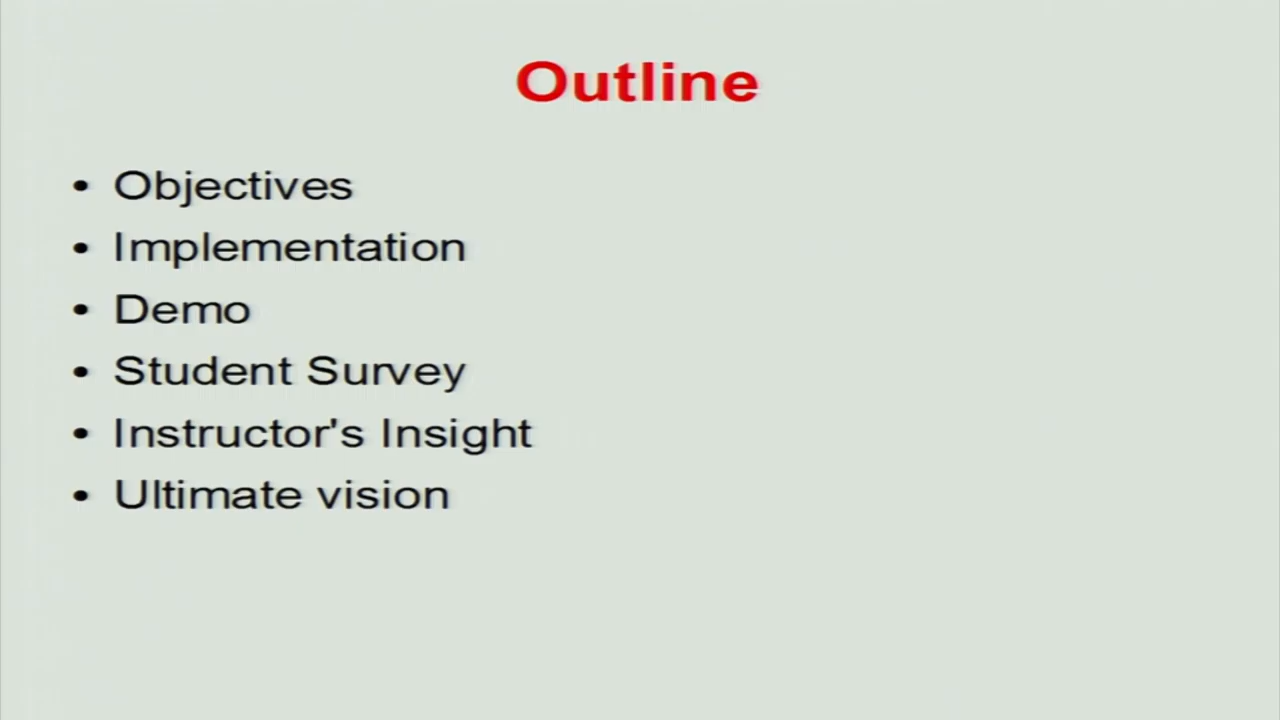 Outline
• Objectives
• Implementation
• Demo
• Student Survey
• Instructor's Insight
• Ultimate vision